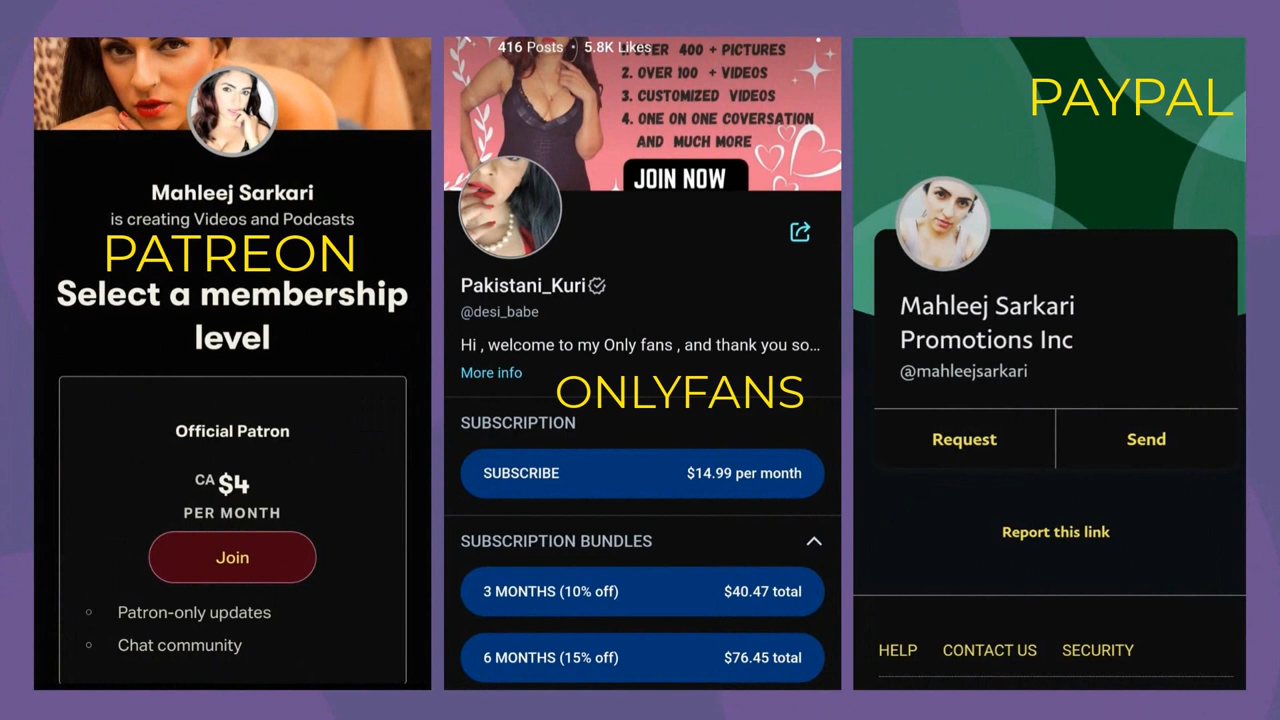 Mahleej Sarkari
is creating Videos and Podcasts
PATREON
Select a membership
level
Official Patron
CA $4
PER MONTH
Join
Patron-only updates
Chat community
416 Posts • 5.8K Likes
1. OVER 400 + PICTURES
2. OVER 100 + VIDEOS
3. CUSTOMIZED VIDEOS
4. ONE ON ONE COVERSATION
AND MUCH MORE
JOIN NOW
Pakistani_Kuri
@desi_babe
Hi , welcome to my Only fans , and thank you so...
More info
ONLYFANS
SUBSCRIPTION
SUBSCRIBE $14.99 per month
SUBSCRIPTION BUNDLES
3 MONTHS (10% off) $40.47 total
6 MONTHS (15% off) $76.45 total
PAYPAL
Mahleej Sarkari
Promotions Inc
@mahleejsarkari
Request Send
Report this link
HELP CONTACT US SECURITY